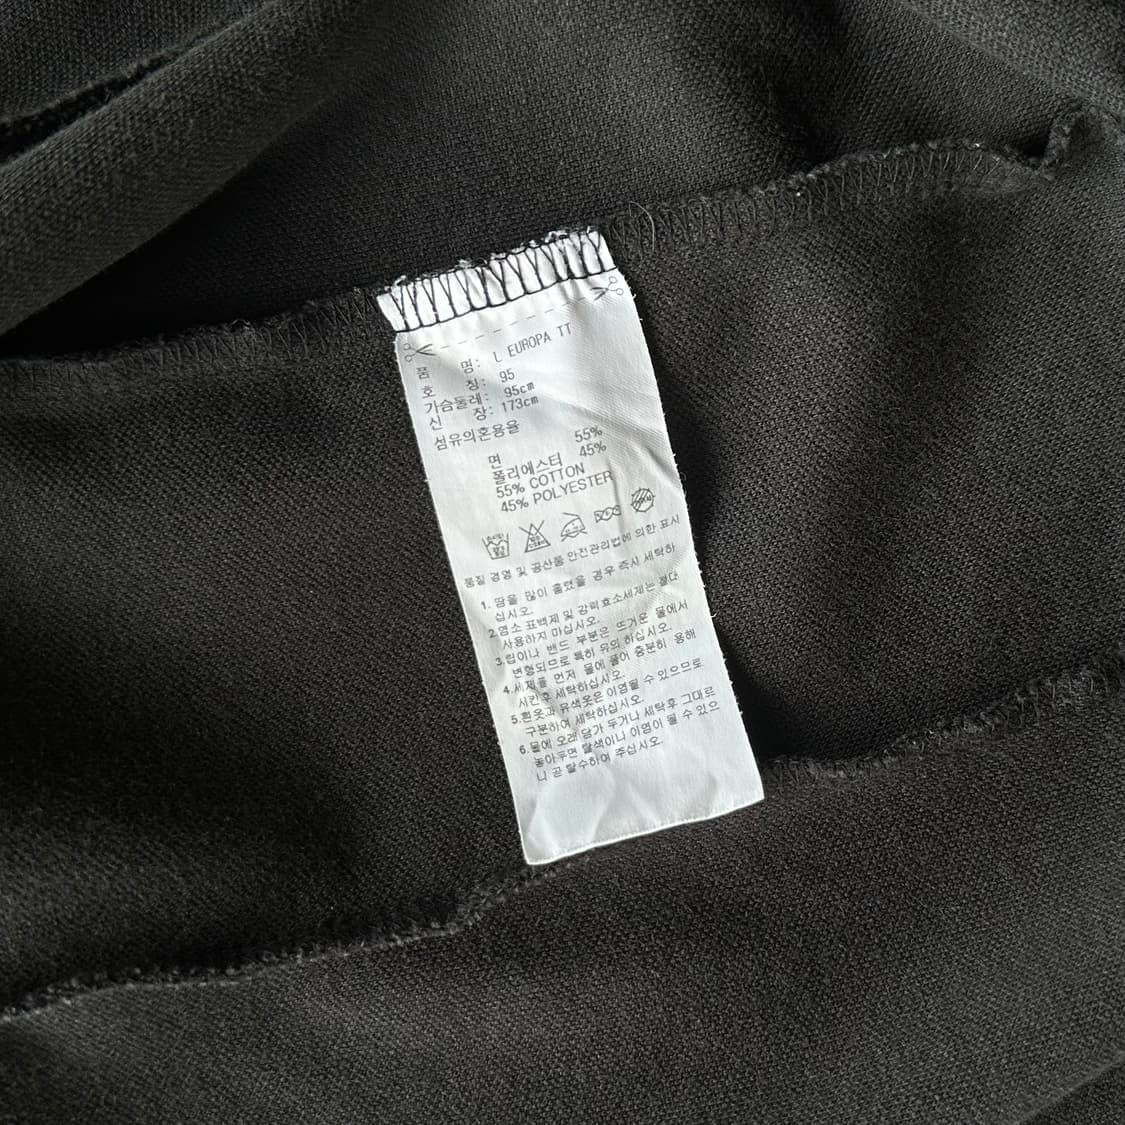 품 명: L EUROPA TT
호 칭: 95
가슴둘레: 95cm
신 장: 173cm
섬유의혼용율
면 55%
폴리에스터 45%
55% COTTON
45% POLYESTER
품질 경영 및 공산품 안전관리법에 의한 표시
1. 땀을 많이 흘렸을 경우 즉시 세탁하
십시오.
2.염소 표백제 및 강력효소세제는 절대
사용하지 마십시오.
3.립이나 밴드 부분은 뜨거운 물에서
변형되므로 특히 유의 하십시오.
4.세제를 먼저 물에 풀어 충분히 용해
시킨후 세탁하십시오.
5.흰옷과 유색옷은 이염될 수 있으므로
구분하여 세탁하십시오.
6.물에 오래 담가 두거나 세탁후 그대로
놓아두면 탈색이나 이염이 될 수 있으
니 곧 탈수하여 주십시오.